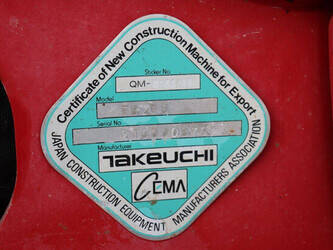 Certificate of New Construction Machine for Export
Sticker No.
QM-
Model
Serial No.
Manufacturer
TAKEUCHI
CEMA
JAPAN CONSTRUCTION EQUIPMENT MANUFACTURERS ASSOCIATION